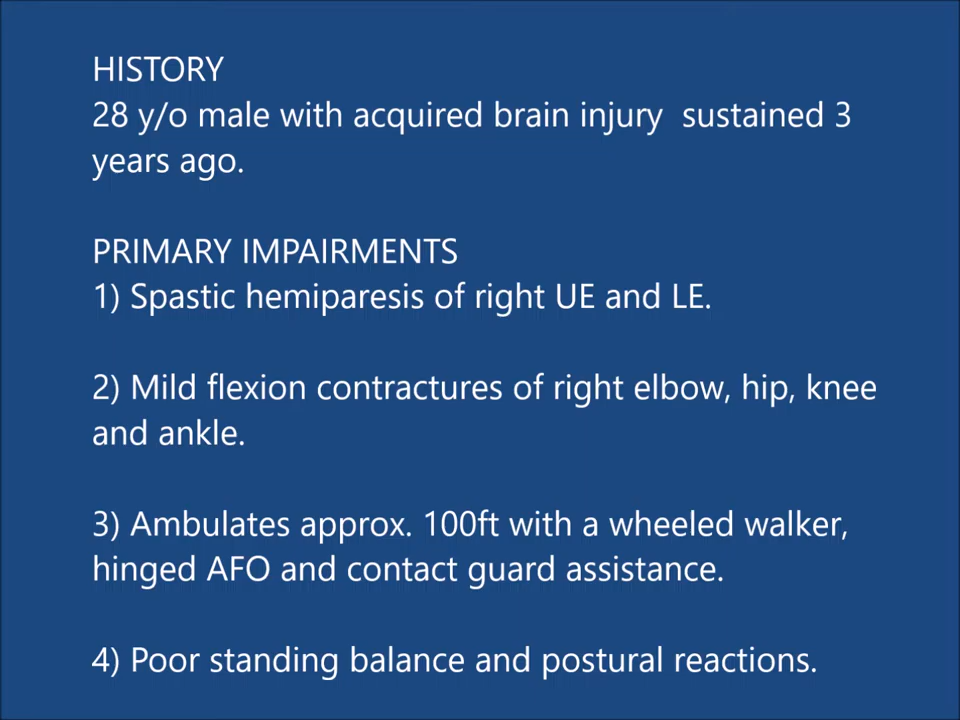 HISTORY
28 y/o male with acquired brain injury  sustained 3
years ago.
PRIMARY IMPAIRMENTS
1) Spastic hemiparesis of right UE and LE.
2) Mild flexion contractures of right elbow, hip, knee
and ankle.
3) Ambulates approx. 100ft with a wheeled walker,
hinged AFO and contact guard assistance.
4) Poor standing balance and postural reactions.